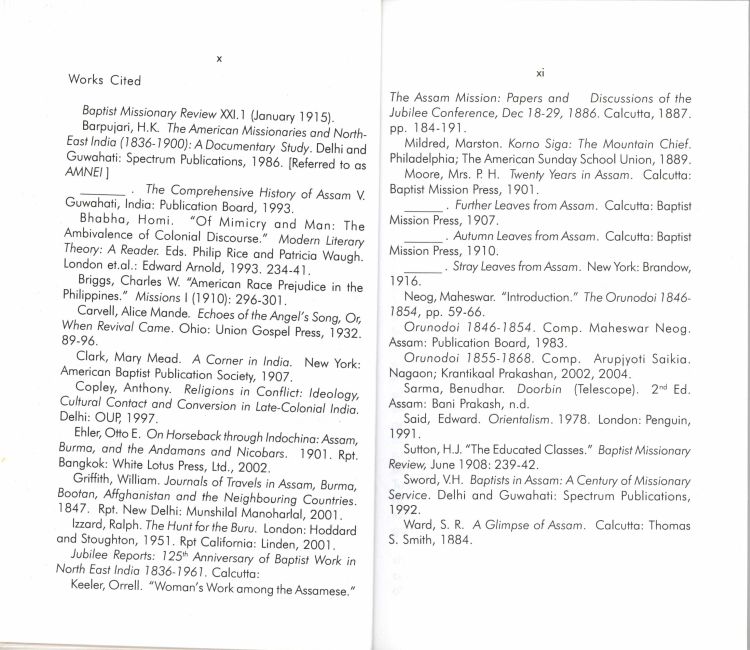 x
Works Cited
Baptist Missionary Review XXI.1 (January 1915).
Barpujari, H.K. The American Missionaries and North-
East India (1836-1900): A Documentary Study. Delhi and
Guwahati: Spectrum Publications, 1986. [Referred to as
AMNEI ]
_______ . The Comprehensive History of Assam V.
Guwahati, India: Publication Board, 1993.
Bhabha, Homi. "Of Mimicry and Man: The
Ambivalence of Colonial Discourse." Modern Literary
Theory: A Reader. Eds. Philip Rice and Patricia Waugh.
London et.al.: Edward Arnold, 1993. 234-41.
Briggs, Charles W. "American Race Prejudice in the
Philippines." Missions I (1910): 296-301.
Carvell, Alice Mande. Echoes of the Angel's Song, Or,
When Revival Came. Ohio: Union Gospel Press, 1932.
89-96.
Clark, Mary Mead. A Corner in India. New York:
American Baptist Publication Society, 1907.
Copley, Anthony. Religions in Conflict: Ideology,
Cultural Contact and Conversion in Late-Colonial India.
Delhi: OUP, 1997.
Ehler, Otto E. On Horseback through Indochina: Assam,
Burma, and the Andamans and Nicobars. 1901. Rpt.
Bangkok: White Lotus Press, Ltd., 2002.
Griffith, William. Journals of Travels in Assam, Burma,
Bootan, Affghanistan and the Neighbouring Countries.
1847. Rpt. New Delhi: Munshilal Manoharlal, 2001.
Izzard, Ralph. The Hunt for the Buru. London: Hoddard
and Stoughton, 1951. Rpt California: Linden, 2001.
Jubilee Reports: 125th Anniversary of Baptist Work in
North East India 1836-1961. Calcutta:
Keeler, Orrell. "Woman's Work among the Assamese."
xi
The Assam Mission: Papers and Discussions of the
Jubilee Conference, Dec 18-29, 1886. Calcutta, 1887.
pp. 184-191.
Mildred, Marston. Korno Siga: The Mountain Chief.
Philadelphia; The American Sunday School Union, 1889.
Moore, Mrs. P. H. Twenty Years in Assam. Calcutta:
Baptist Mission Press, 1901.
_______ . Further Leaves from Assam. Calcutta: Baptist
Mission Press, 1907.
_______ . Autumn Leaves from Assam. Calcutta: Baptist
Mission Press, 1910.
_______ . Stray Leaves from Assam. New York: Brandow,
1916.
Neog, Maheswar. "Introduction." The Orunodoi 1846-
1854, pp. 59-66.
Orunodoi 1846-1854. Comp. Maheswar Neog.
Assam: Publication Board, 1983.
Orunodoi 1855-1868. Comp. Arupjyoti Saikia.
Nagaon; Krantikaal Prakashan, 2002, 2004.
Sarma, Benudhar. Doorbin (Telescope). 2nd Ed.
Assam: Bani Prakash, n.d.
Said, Edward. Orientalism. 1978. London: Penguin,
1991.
Sutton, H.J. "The Educated Classes." Baptist Missionary
Review, June 1908: 239-42.
Sword, V.H. Baptists in Assam: A Century of Missionary
Service. Delhi and Guwahati: Spectrum Publications,
1992.
Ward, S. R. A Glimpse of Assam. Calcutta: Thomas
S. Smith, 1884.